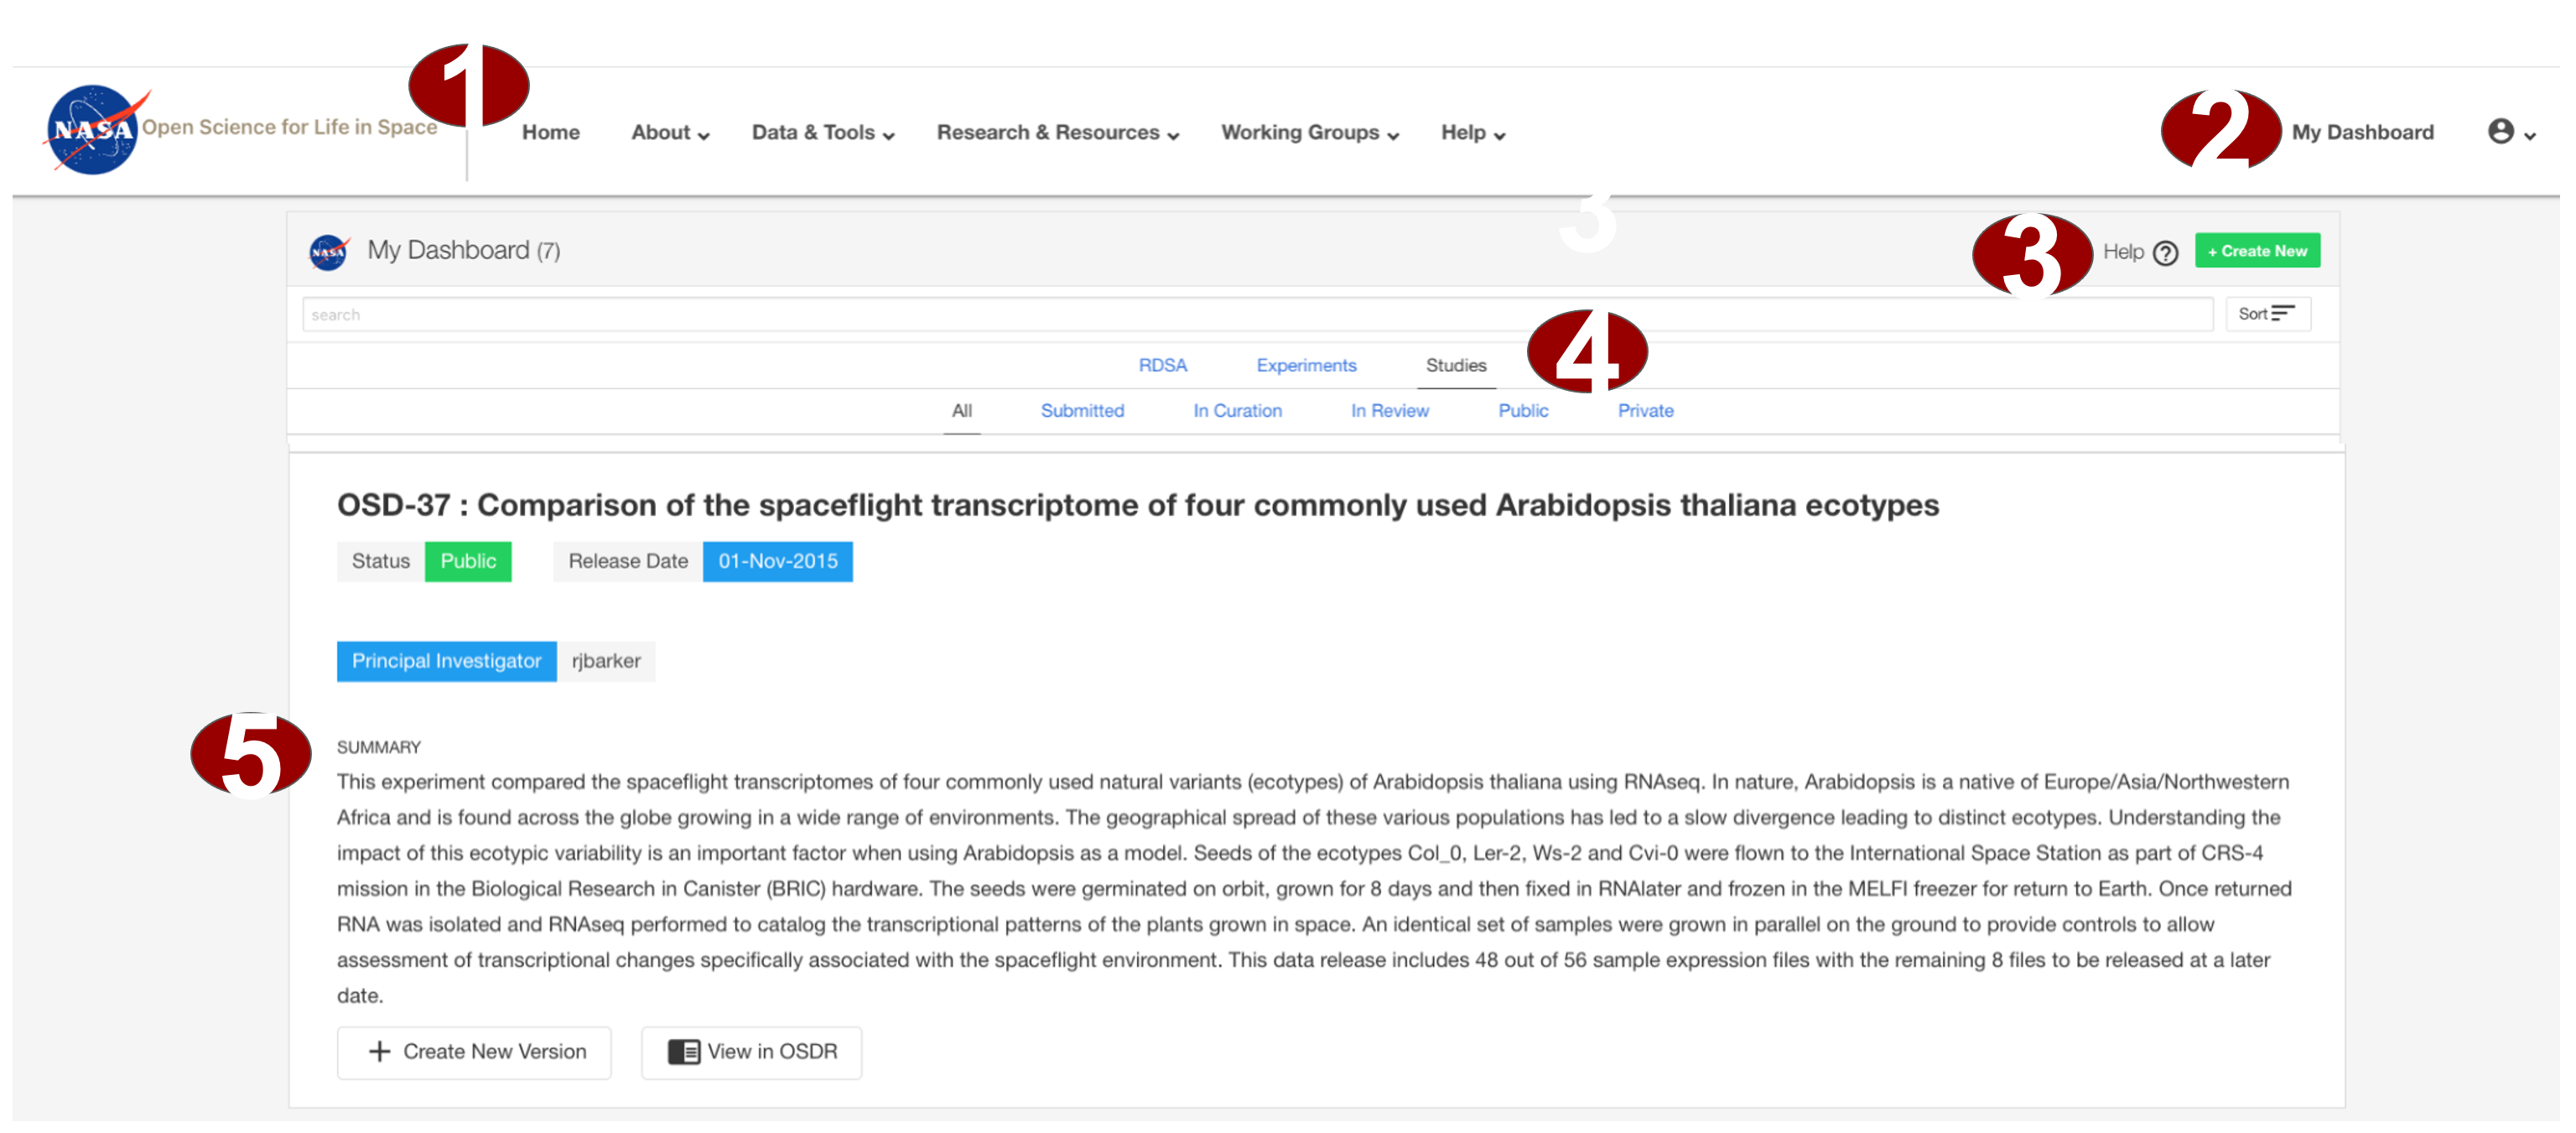 1
NASA Open Science for Life in Space Home About Data & Tools Research & Resources Working Groups Help 2 My Dashboard
3
NASA My Dashboard (7) 3 Help ? + Create New
search Sort
4
RDSA Experiments Studies
All Submitted In Curation In Review Public Private
OSD-37 : Comparison of the spaceflight transcriptome of four commonly used Arabidopsis thaliana ecotypes
Status Public Release Date 01-Nov-2015
Principal Investigator rjbarker
5
SUMMARY
This experiment compared the spaceflight transcriptomes of four commonly used natural variants (ecotypes) of Arabidopsis thaliana using RNAseq. In nature, Arabidopsis is a native of Europe/Asia/Northwestern
Africa and is found across the globe growing in a wide range of environments. The geographical spread of these various populations has led to a slow divergence leading to distinct ecotypes. Understanding the
impact of this ecotypic variability is an important factor when using Arabidopsis as a model. Seeds of the ecotypes Col_0, Ler-2, Ws-2 and Cvi-0 were flown to the International Space Station as part of CRS-4
mission in the Biological Research in Canister (BRIC) hardware. The seeds were germinated on orbit, grown for 8 days and then fixed in RNAlater and frozen in the MELFI freezer for return to Earth. Once returned
RNA was isolated and RNAseq performed to catalog the transcriptional patterns of the plants grown in space. An identical set of samples were grown in parallel on the ground to provide controls to allow
assessment of transcriptional changes specifically associated with the spaceflight environment. This data release includes 48 out of 56 sample expression files with the remaining 8 files to be released at a later
date.
+ Create New Version View in OSDR